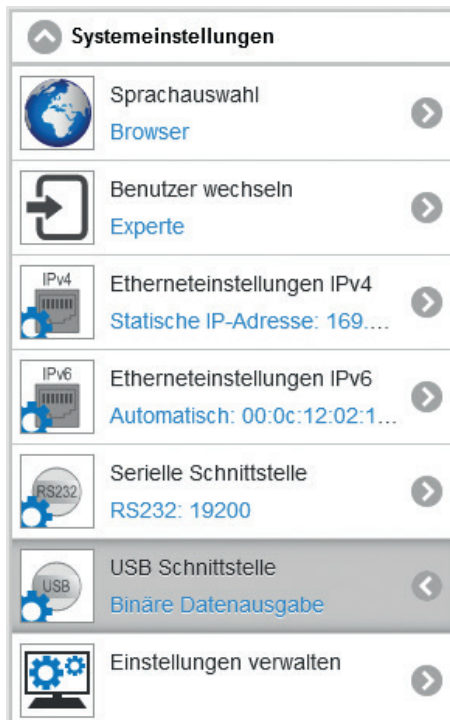 Systemeinstellungen
Sprachauswahl
Browser
Benutzer wechseln
Experte
IPv4
Etherneteinstellungen IPv4
Statische IP-Adresse: 169....
IPv6
Etherneteinstellungen IPv6
Automatisch: 00:0c:12:02:1...
RS232
Serielle Schnittstelle
RS232: 19200
USB
USB Schnittstelle
Binäre Datenausgabe
Einstellungen verwalten